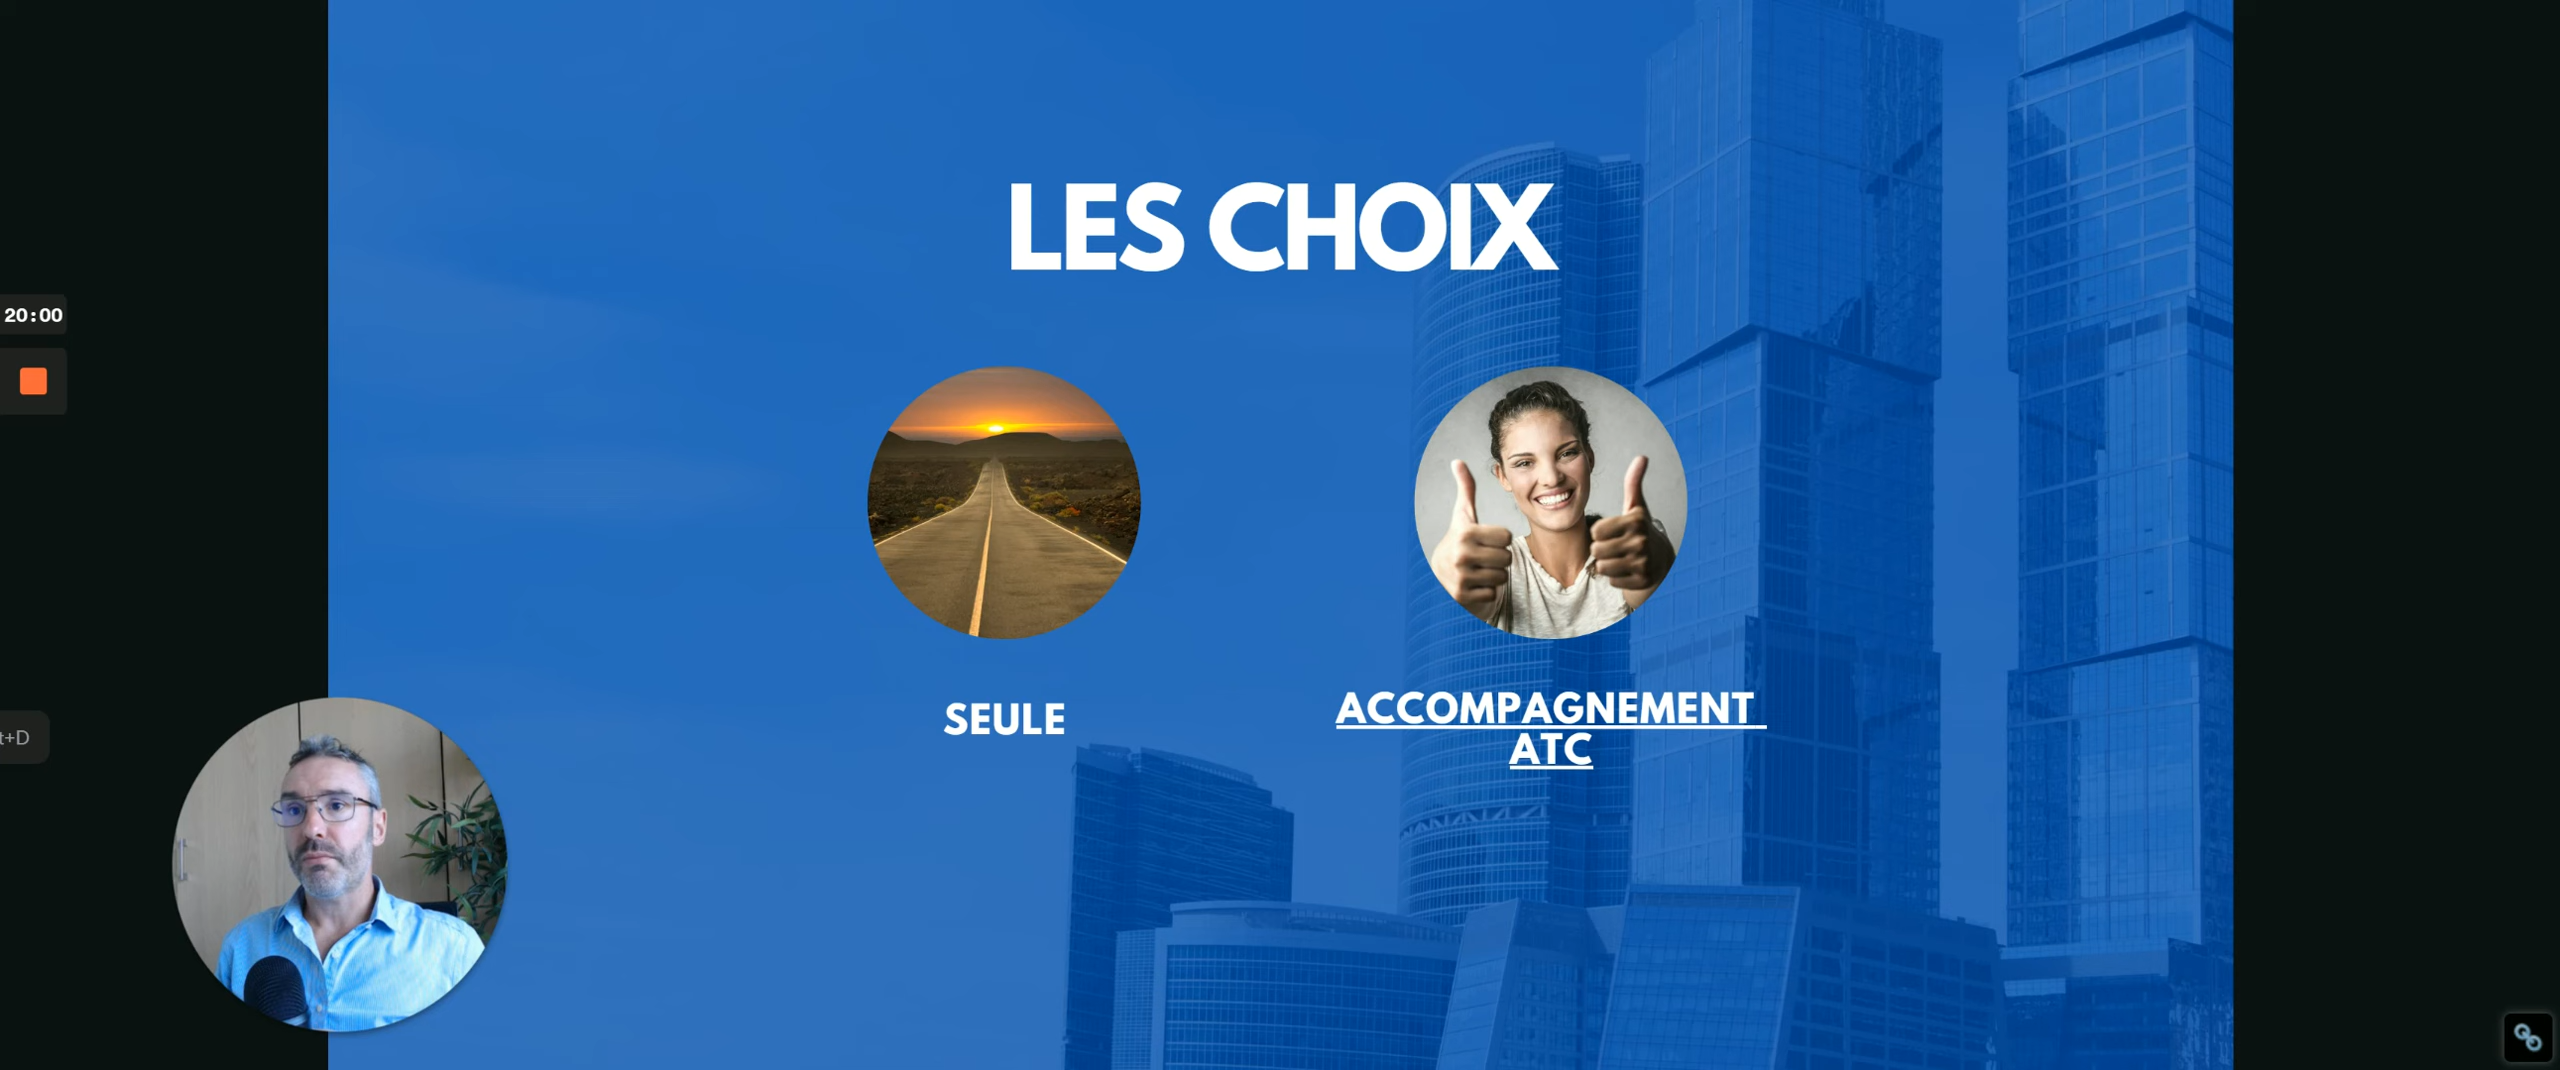 LES CHOIX
20:00
SEULE
ACCOMPAGNEMENT
ATC
t+D